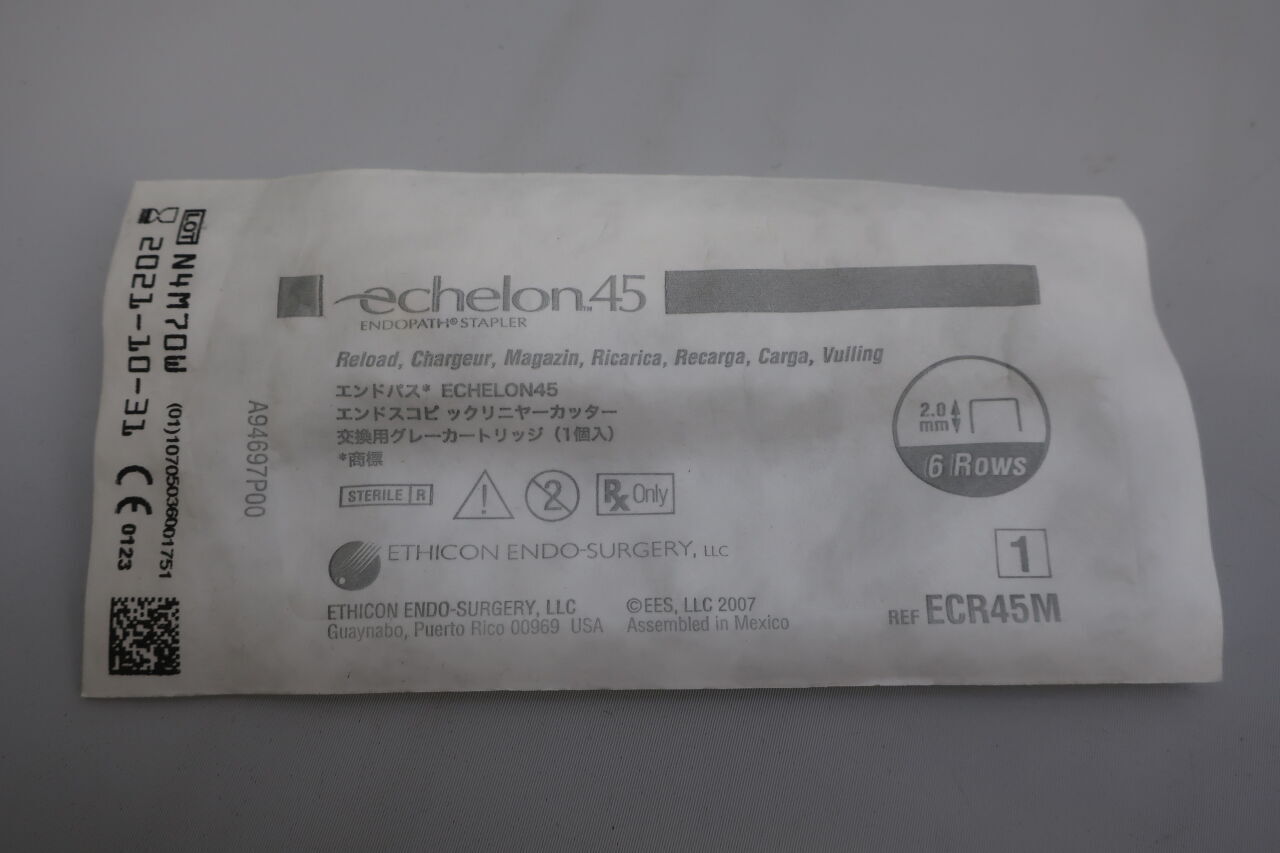 LOT N4M70W (01)10705036001751
2021-10-31 CE 0123
A94697P00
echelon™45
ENDOPATH® STAPLER
Reload, Chargeur, Magazin, Ricarica, Recarga, Carga, Vulling
エンドパス* ECHELON45
エンドスコピックリニヤーカッター
交換用グレーカートリッジ（1個入）
*商標
STERILE R
2
Rx Only
2.0
mm
6 Rows
ETHICON ENDO-SURGERY, LLC
1
ETHICON ENDO-SURGERY, LLC ©EES, LLC 2007
Guaynabo, Puerto Rico 00969 USA Assembled in Mexico
REF ECR45M